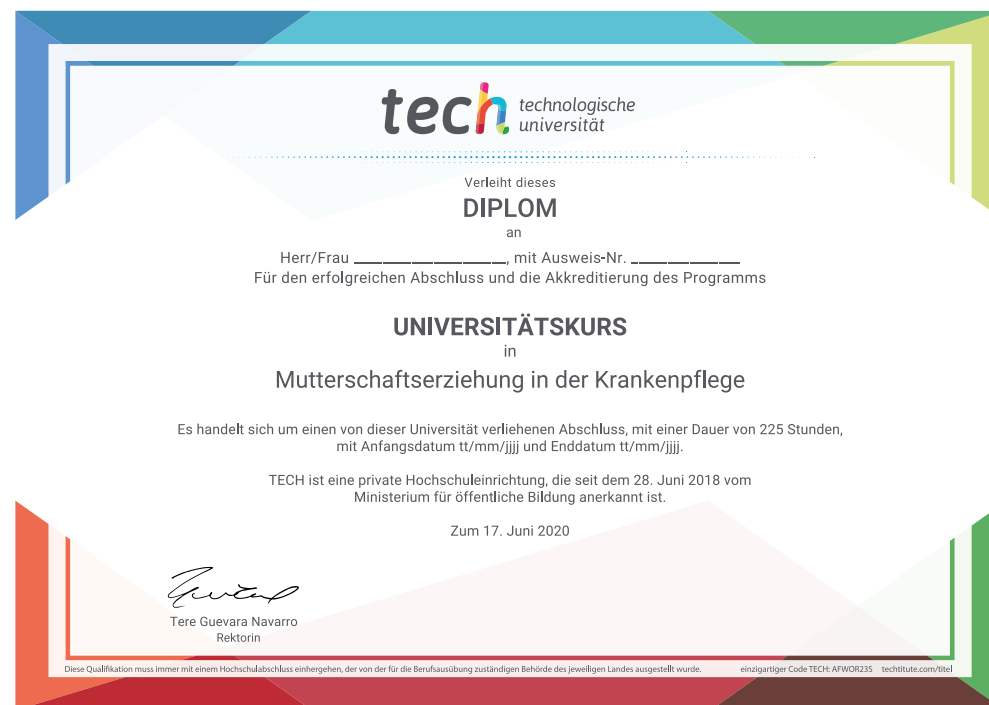 tech technologische
universität
Verleiht dieses
DIPLOM
an
Herr/Frau ____________________, mit Ausweis-Nr. ______________
Für den erfolgreichen Abschluss und die Akkreditierung des Programms
UNIVERSITÄTSKURS
in
Mutterschaftserziehung in der Krankenpflege
Es handelt sich um einen von dieser Universität verliehenen Abschluss, mit einer Dauer von 225 Stunden,
mit Anfangsdatum tt/mm/jjjj und Enddatum tt/mm/jjjj.
TECH ist eine private Hochschuleinrichtung, die seit dem 28. Juni 2018 vom
Ministerium für öffentliche Bildung anerkannt ist.
Zum 17. Juni 2020
Tere Guevara Navarro
Rektorin
Diese Qualifikation muss immer mit einem Hochschulabschluss einhergehen, der von der für die Berufsausübung zuständigen Behörde des jeweiligen Landes ausgestellt wurde. einzigartiger Code TECH: AFWOR23S techtitute.com/titel